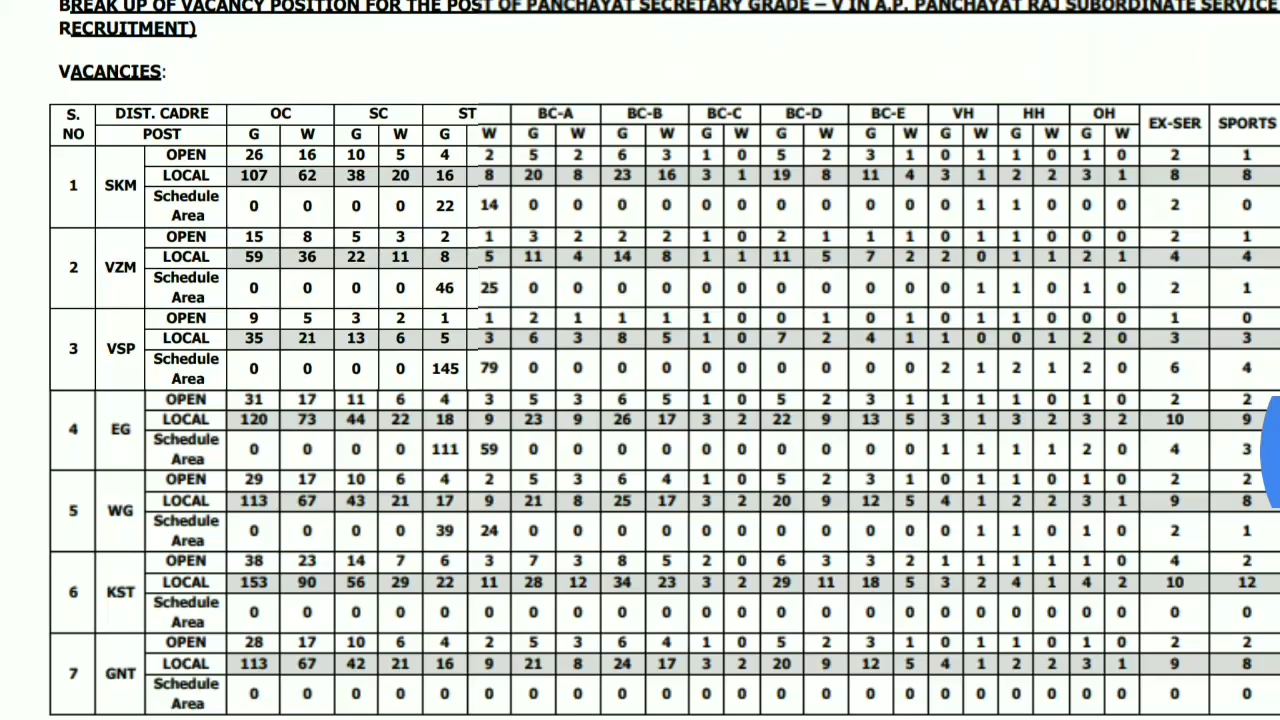 BREAK UP OF VACANCY POSITION FOR THE POST OF PANCHAYAT SECRETARY GRADE – V IN A.P. PANCHAYAT RAJ SUBORDINATE SERVICE
RECRUITMENT)
VACANCIES:
S. NO DIST. CADRE POST OC SC ST BC-A BC-B BC-C BC-D BC-E VH HH OH EX-SER SPORTS
G W G W G W G W G W G W G W G W G W G W G W
1 SKM
OPEN 26 16 10 5 4 2 5 2 6 3 1 0 5 2 3 1 0 1 1 0 1 0 2 1
LOCAL 107 62 38 20 16 8 20 8 23 16 3 1 19 8 11 4 3 1 2 2 3 1 8 8
Schedule Area 0 0 0 0 22 14 0 0 0 0 0 0 0 0 0 0 0 1 1 0 0 0 2 0
2 VZM
OPEN 15 8 5 3 2 1 3 2 2 2 1 0 2 1 1 1 0 1 1 0 0 0 2 1
LOCAL 59 36 22 11 8 5 11 4 14 8 1 1 11 5 7 2 2 0 1 1 2 1 4 4
Schedule Area 0 0 0 0 46 25 0 0 0 0 0 0 0 0 0 0 0 1 1 0 1 0 2 1
3 VSP
OPEN 9 5 3 2 1 1 2 1 1 1 1 0 0 1 0 1 0 1 1 0 0 0 1 0
LOCAL 35 21 13 6 5 3 6 3 8 5 1 0 7 2 4 1 1 0 0 1 2 0 3 3
Schedule Area 0 0 0 0 145 79 0 0 0 0 0 0 0 0 0 0 2 1 2 1 2 0 6 4
4 EG
OPEN 31 17 11 6 4 3 5 3 6 5 1 0 5 2 3 1 1 1 1 0 1 0 2 2
LOCAL 120 73 44 22 18 9 23 9 26 17 3 2 22 9 13 5 3 1 3 2 3 2 10 9
Schedule Area 0 0 0 0 111 59 0 0 0 0 0 0 0 0 0 0 1 1 1 1 2 0 4 3
5 WG
OPEN 29 17 10 6 4 2 5 3 6 4 1 0 5 2 3 1 0 1 1 0 1 0 2 2
LOCAL 113 67 43 21 17 9 21 8 25 17 3 2 20 9 12 5 4 1 2 2 3 1 9 8
Schedule Area 0 0 0 0 39 24 0 0 0 0 0 0 0 0 0 0 0 1 1 0 1 0 2 1
6 KST
OPEN 38 23 14 7 6 3 7 3 8 5 2 0 6 3 3 2 1 1 1 1 1 0 4 2
LOCAL 153 90 56 29 22 11 28 12 34 23 3 2 29 11 18 5 3 2 4 1 4 2 10 12
Schedule Area 0 0 0 0 0 0 0 0 0 0 0 0 0 0 0 0 0 0 0 0 0 0 0 0
7 GNT
OPEN 28 17 10 6 4 2 5 3 6 4 1 0 5 2 3 1 0 1 1 0 1 0 2 2
LOCAL 113 67 42 21 16 9 21 8 24 17 3 2 20 9 12 5 4 1 2 2 3 1 9 8
Schedule Area 0 0 0 0 0 0 0 0 0 0 0 0 0 0 0 0 0 0 0 0 0 0 0 0